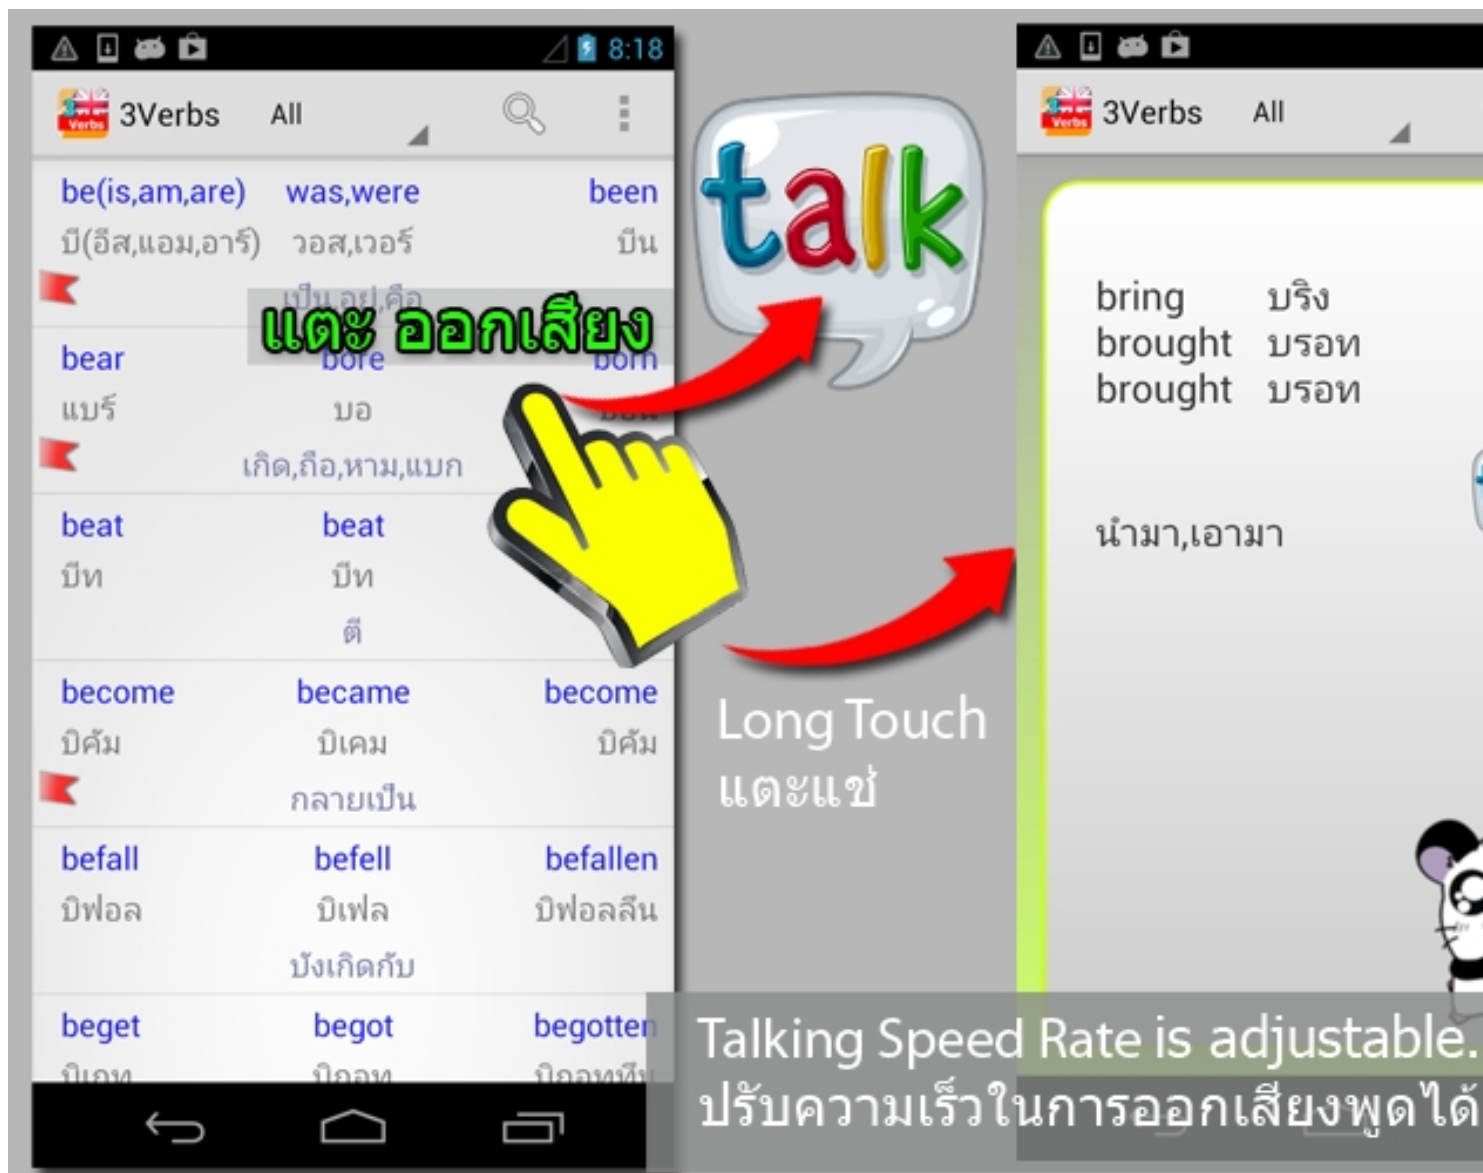 8:18
3Verbs All
be(is,am,are) was,were been
บี(อีส,แอม,อาร์) วอส,เวอร์ บีน
เป็น,อยู่,คือ
แตะ ออกเสียง
bear bore born
แบร์ บอ
เกิด,ถือ,หาม,แบก
beat beat
บีท บีท
ตี
become became become
บิคัม บิเคม บิคัม
กลายเป็น
befall befell befallen
บิฟอล บิเฟล บิฟอลลึน
บังเกิดกับ
beget begot begotten
talk
Long Touch
แตะแช่
3Verbs All
bring บริง
brought บรอท
brought บรอท
นำมา,เอามา
Talking Speed Rate is adjustable.
ปรับความเร็วในการออกเสียงพูดได้